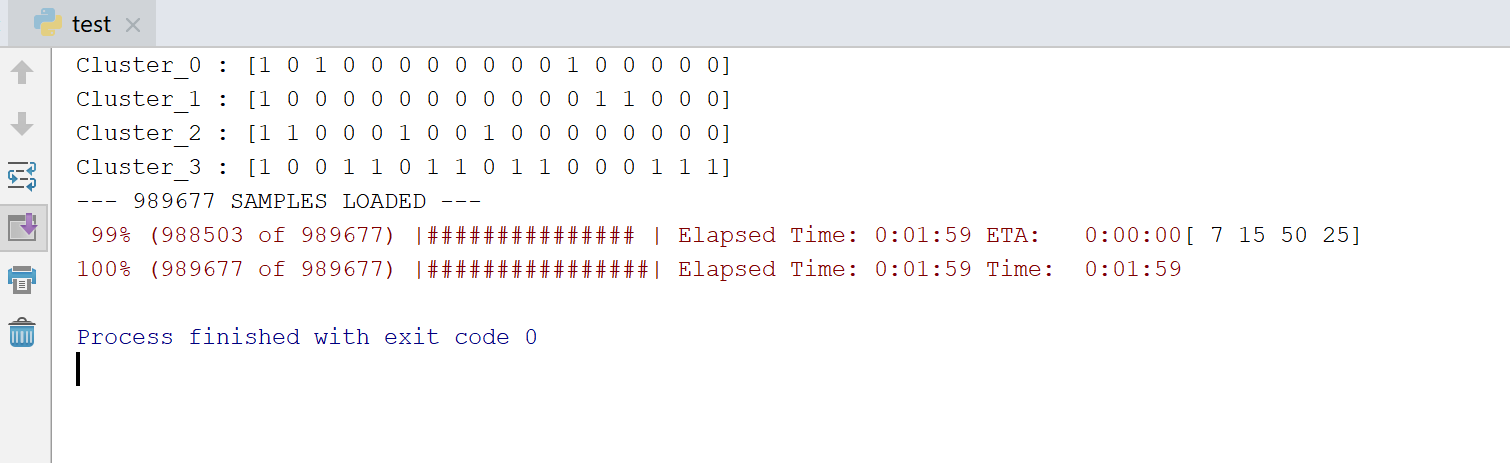 test
Cluster_0 : [1 0 1 0 0 0 0 0 0 0 0 1 0 0 0 0 0]
Cluster_1 : [1 0 0 0 0 0 0 0 0 0 0 0 1 1 0 0 0]
Cluster_2 : [1 1 0 0 0 1 0 0 1 0 0 0 0 0 0 0 0]
Cluster_3 : [1 0 0 1 1 0 1 1 0 1 1 0 0 0 1 1 1]
--- 989677 SAMPLES LOADED ---
99% (988503 of 989677) |############### | Elapsed Time: 0:01:59 ETA:   0:00:00[ 7 15 50 25]
100% (989677 of 989677) |################| Elapsed Time: 0:01:59 Time:  0:01:59
Process finished with exit code 0